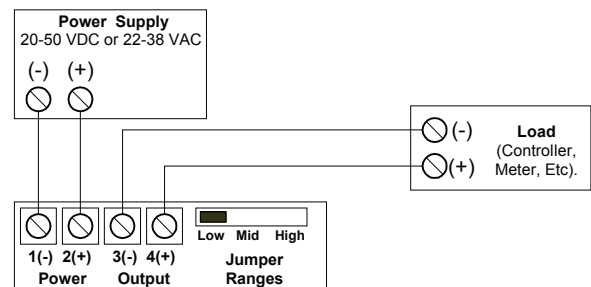 Power Supply
20-50 VDC or 22-38 VAC
(-) (+)
(-)
(+)
Load
(Controller,
Meter, Etc).
Low Mid High
1(-) 2(+) 3(-) 4(+)
Power Output
Jumper
Ranges